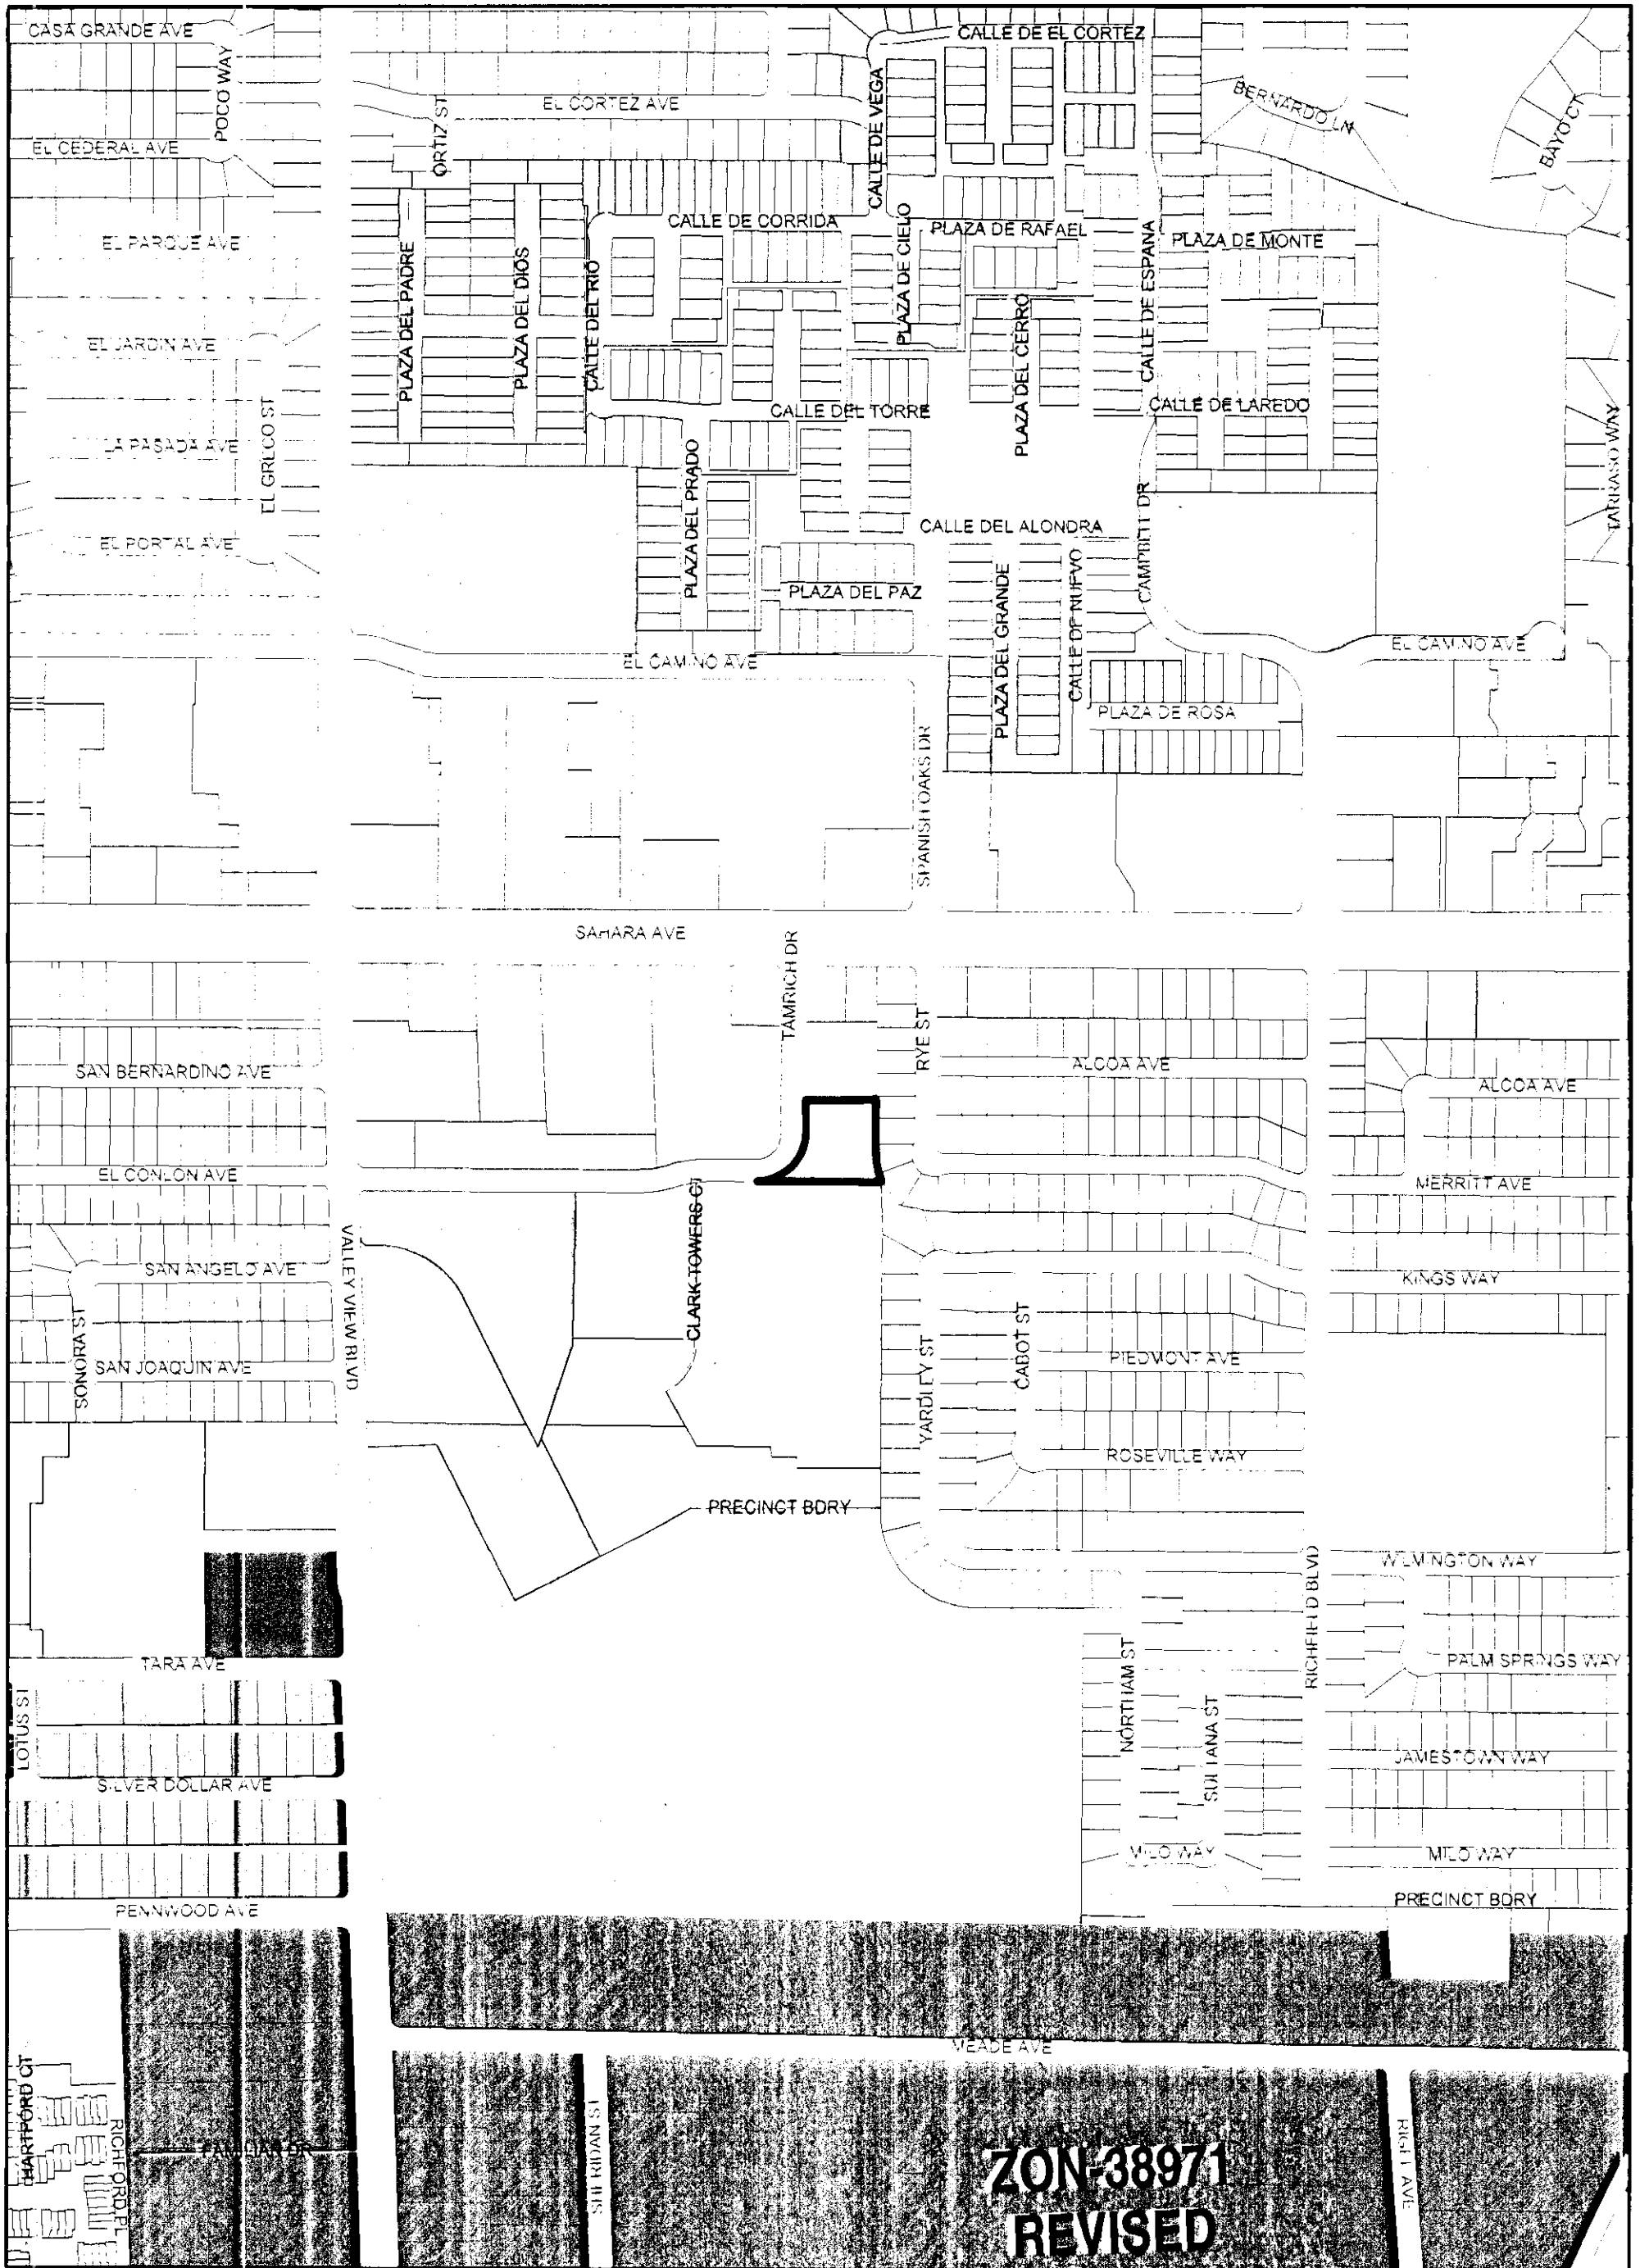 CASA GRANDE AVE
CALLE DE EL CORTEZ
POCO WAY
EL CORTEZ AVE
ORTIZ ST
CALLE DE VEGA
BERNARDO LN
BAYO CT
EL CEDERAL AVE
CALLE DE CORRIDA
EL PARQUE AVE
PLAZA DE RAFAEL
PLAZA DE MONTE
PLAZA DEL PADRE
PLAZA DEL DIOS
CALLE DEL RIO
PLAZA DE CIELO
PLAZA DEL CERRO
CALLE DE ESPANA
EL JARDIN AVE
CALLE DEL TORRE
CALLE DE LAREDO
LA PASADA AVE
EL GRECO ST
PLAZA DEL PRADO
TARRASO WAY
CALLE DEL ALONDRA
CAMPBELL DR
EL PORTAL AVE
PLAZA DEL PAZ
PLAZA DEL GRANDE
CALLE DE NUEVO
EL CAMINO AVE
EL CAMINO AVE
PLAZA DE ROSA
SPANISH OAKS DR
SAHARA AVE
TAMRICH DR
RYE ST
SAN BERNARDINO AVE
ALCOA AVE
ALCOA AVE
EL CONLON AVE
MERRITT AVE
CLARK TOWERS CT
VALLEY VIEW BLVD
SAN ANGELO AVE
KINGS WAY
SONORA ST
SAN JOAQUIN AVE
YARDLEY ST
CABOT ST
PIEDMONT AVE
ROSEVILLE WAY
PRECINCT BDRY
WILMINGTON WAY
RICHFIELD BLVD
TARA AVE
NORTHAM ST
PALM SPRINGS WAY
LOTUS ST
SULTANA ST
JAMESTOWN WAY
SILVER DOLLAR AVE
MILO WAY
MILO WAY
PRECINCT BDRY
PENNWOOD AVE
MEADE AVE
HARTFORD CT
RICHFORD PL
FAMILIAR DR
SHERIDAN ST
ZON-38971
REVISED